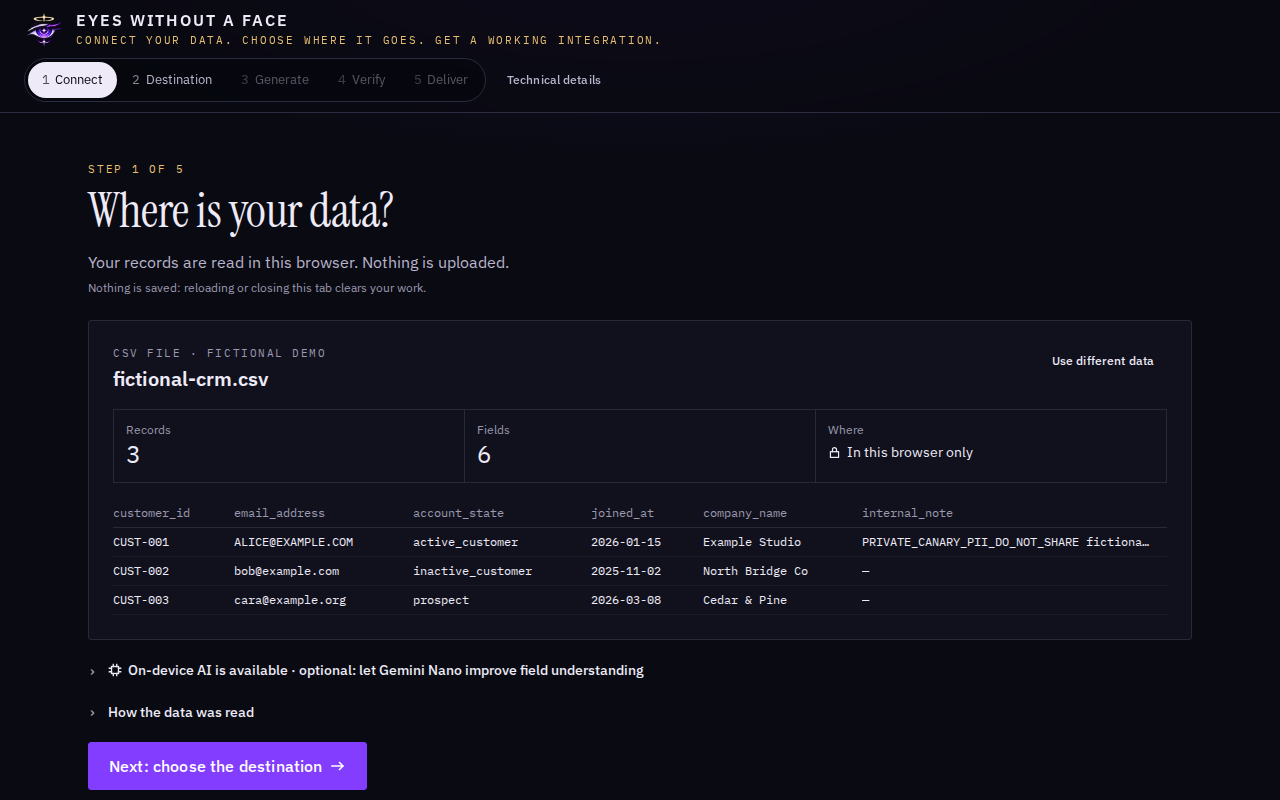 EYES WITHOUT A FACE
CONNECT YOUR DATA. CHOOSE WHERE IT GOES. GET A WORKING INTEGRATION.
1 Connect 2 Destination 3 Generate 4 Verify 5 Deliver Technical details
STEP 1 OF 5
Where is your data?
Your records are read in this browser. Nothing is uploaded.
Nothing is saved: reloading or closing this tab clears your work.
CSV FILE · FICTIONAL DEMO
fictional-crm.csv
Use different data
Records Fields Where
3 6 In this browser only
customer_id email_address account_state joined_at company_name internal_note
CUST-001 ALICE@EXAMPLE.COM active_customer 2026-01-15 Example Studio PRIVATE_CANARY_PII_DO_NOT_SHARE fictiona…
CUST-002 bob@example.com inactive_customer 2025-11-02 North Bridge Co —
CUST-003 cara@example.org prospect 2026-03-08 Cedar & Pine —
› On-device AI is available · optional: let Gemini Nano improve field understanding
› How the data was read
Next: choose the destination →